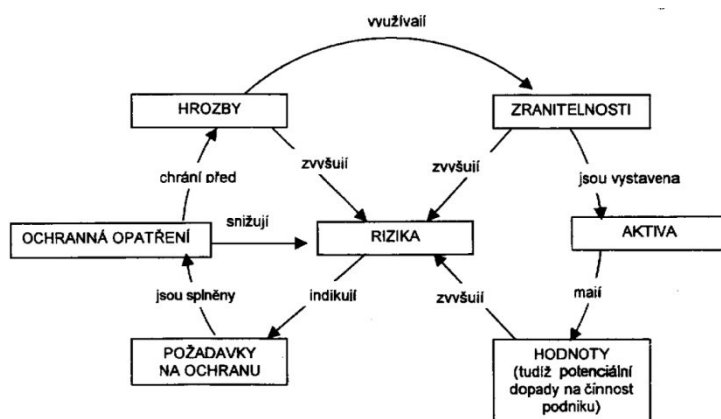 využívají
HROZBY
ZRANITELNOSTI
zvyšují
zvyšují
chrání před
jsou vystavena
snižují
OCHRANNÁ OPATŘENÍ
RIZIKA
AKTIVA
jsou splněny
indikují
zvyšují
mají
POŽADAVKY
NA OCHRANU
HODNOTY
(tudíž potenciální
dopady na činnost
podniku)